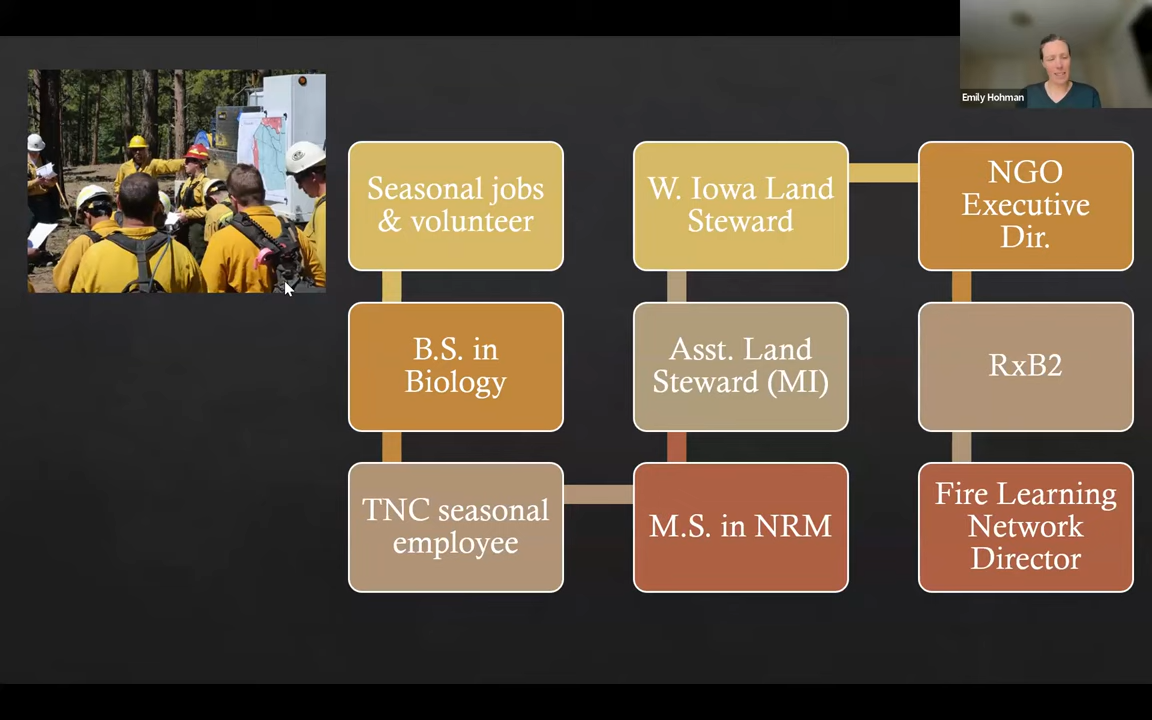 Emily Hohman
Seasonal jobs
& volunteer
B.S. in
Biology
TNC seasonal
employee
M.S. in NRM
Asst. Land
Steward (MI)
W. Iowa Land
Steward
NGO
Executive
Dir.
RxB2
Fire Learning
Network
Director